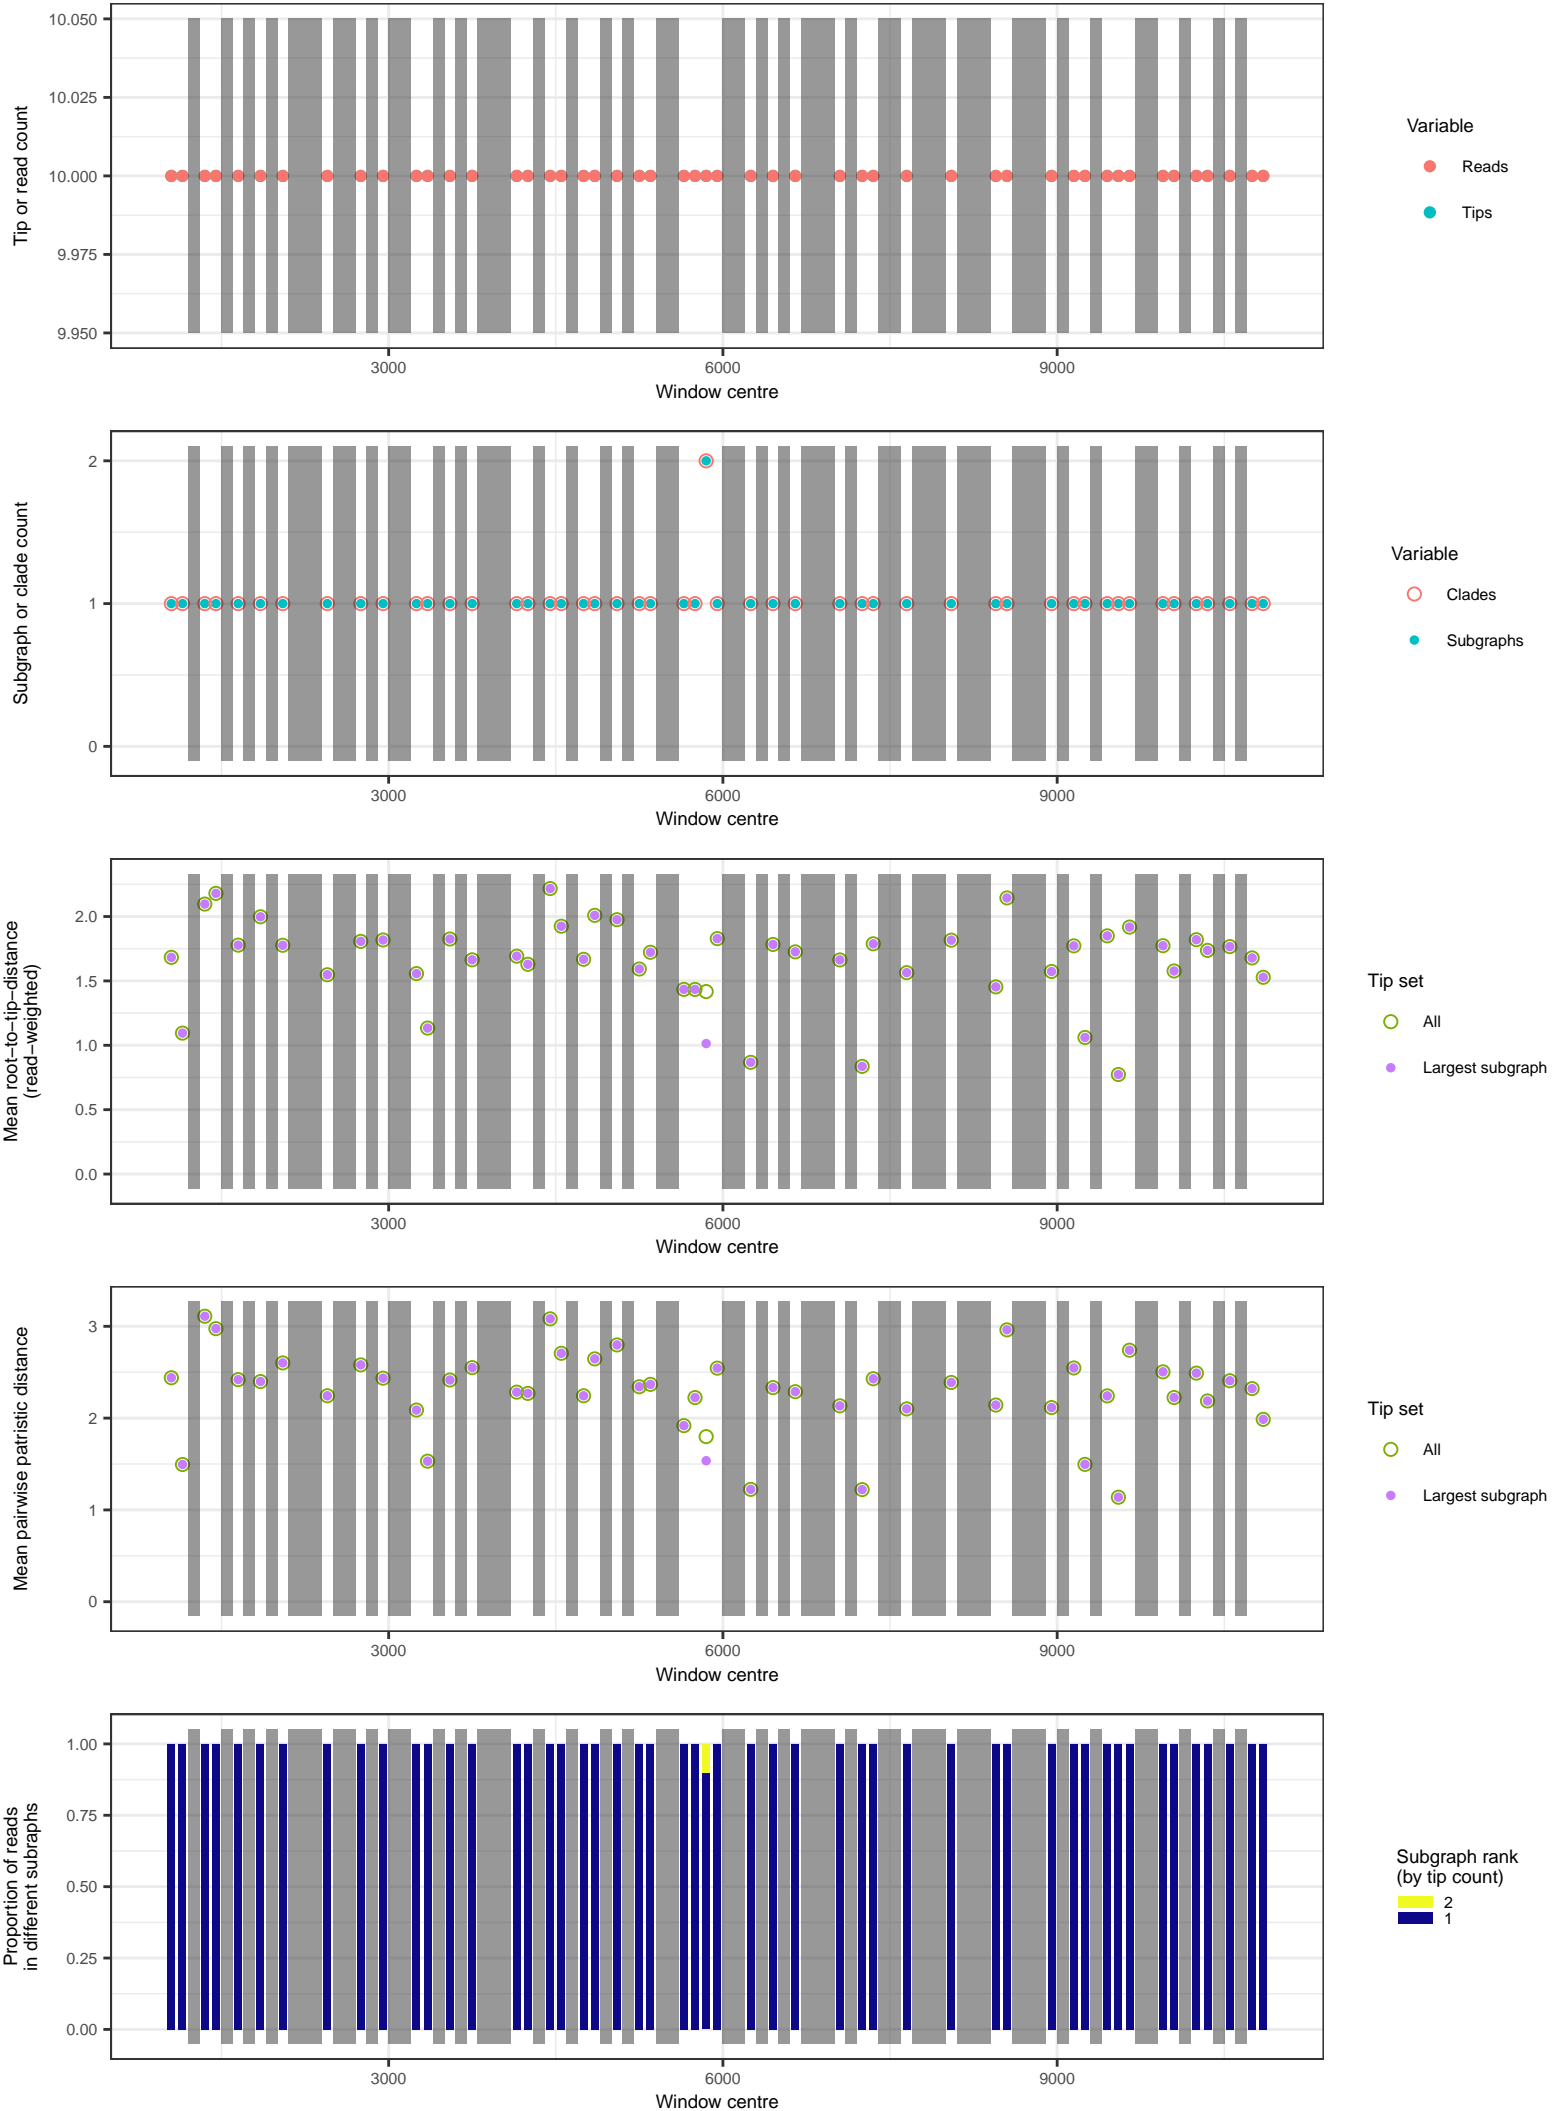 10.050
10.025
10.000
9.975
9.950
Tip or read count
3000
6000
9000
Window centre
Variable
Reads
Tips
2
1
0
Subgraph or clade count
3000
6000
9000
Window centre
Variable
Clades
Subgraphs
2.0
1.5
1.0
0.5
0.0
Mean root−to−tip−distance
(read−weighted)
3000
6000
9000
Window centre
Tip set
All
Largest subgraph
3
2
1
0
Mean pairwise patristic distance
3000
6000
9000
Window centre
Tip set
All
Largest subgraph
1.00
0.75
0.50
0.25
0.00
Proportion of reads
in different subraphs
3000
6000
9000
Window centre
Subgraph rank
(by tip count)
2
1